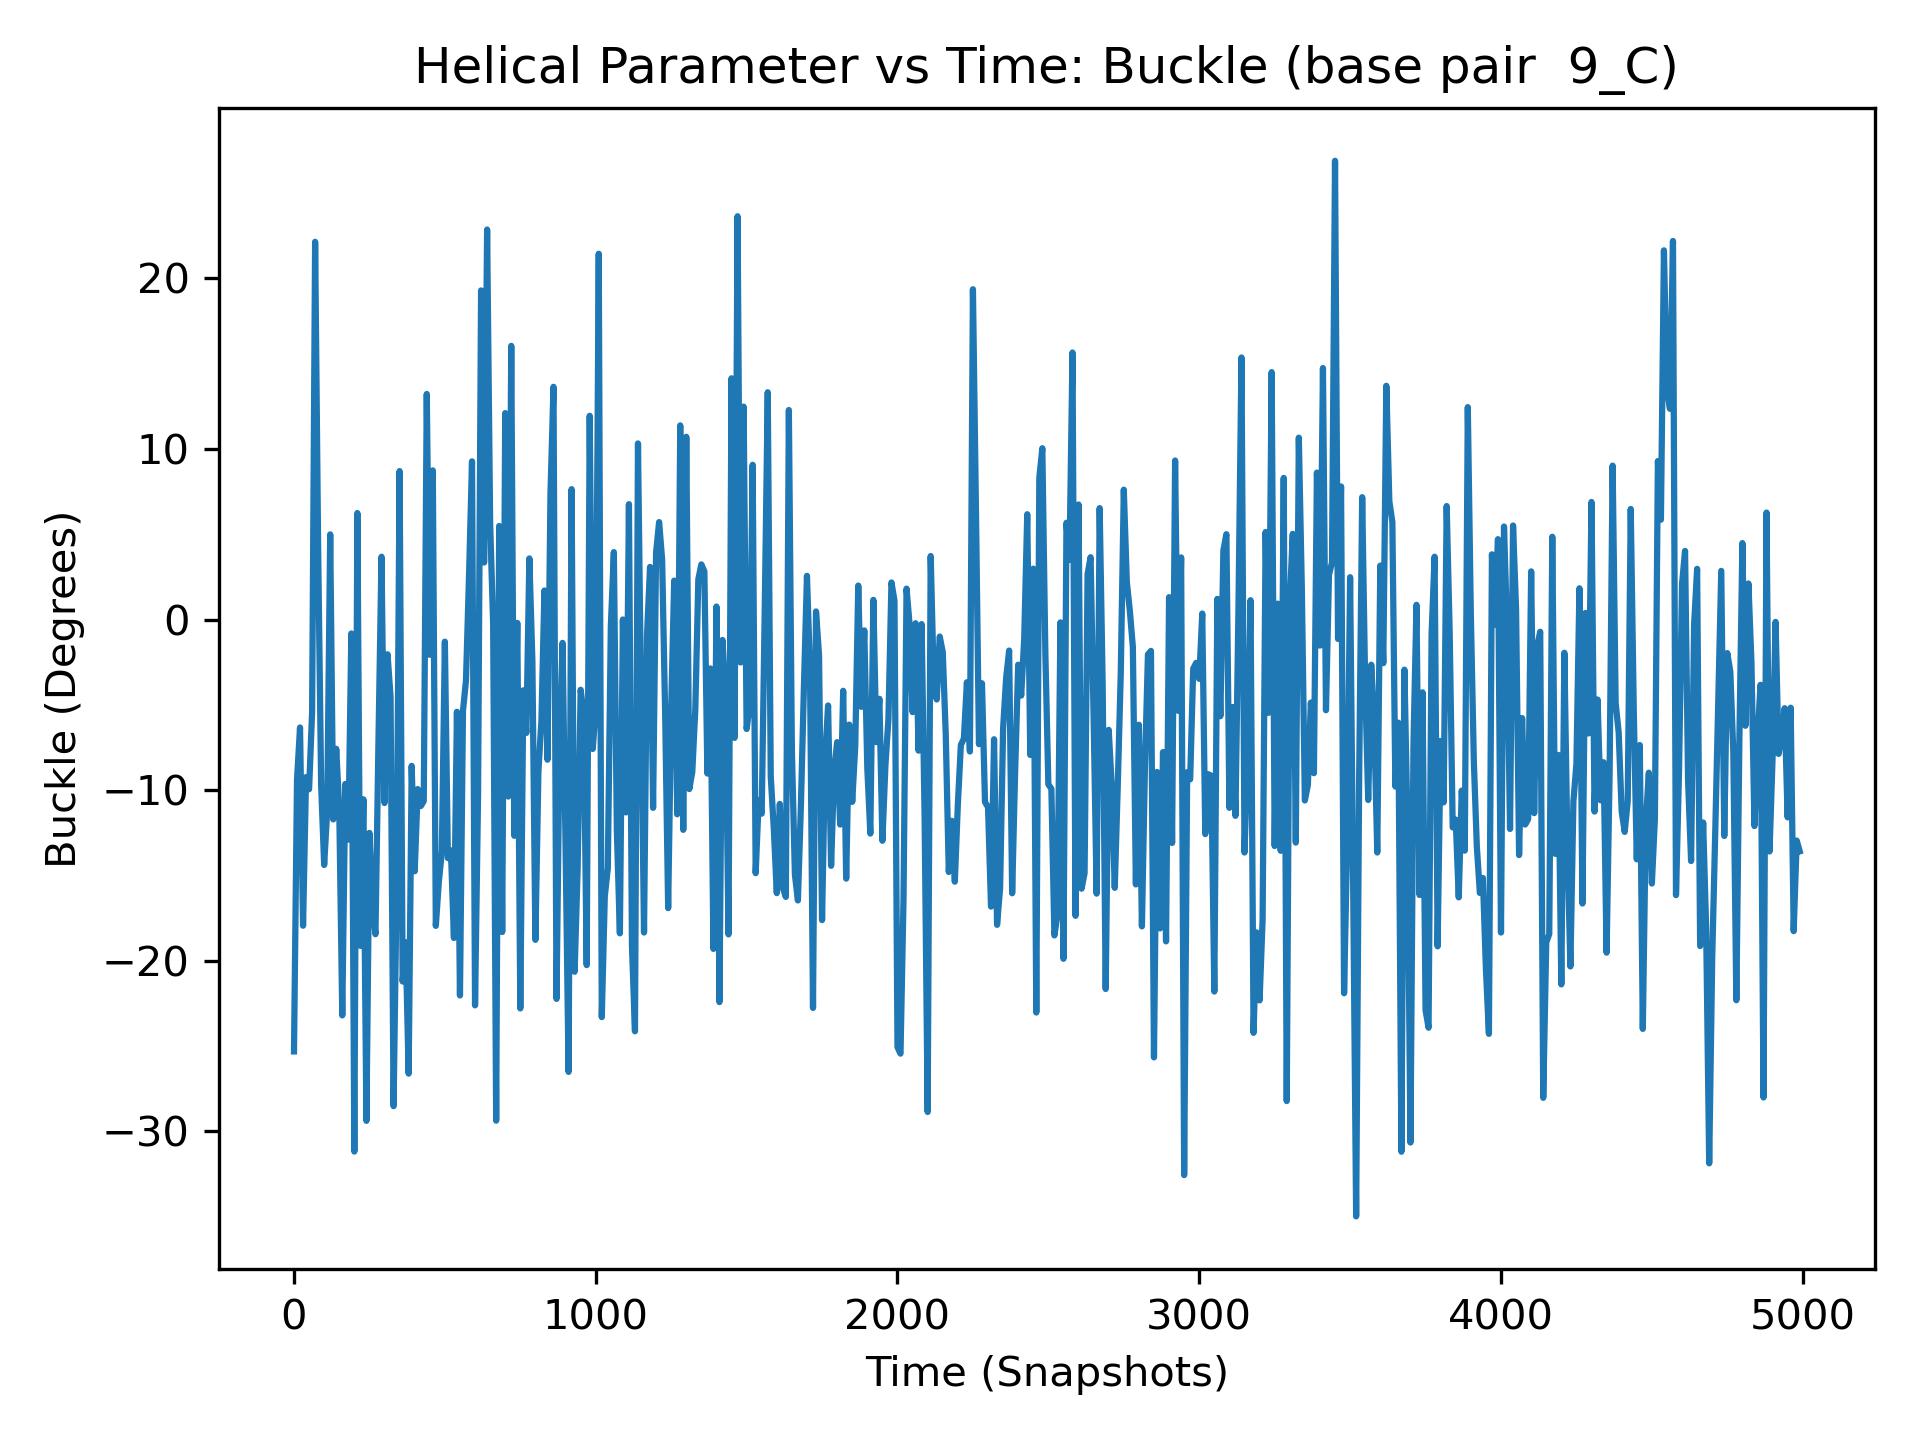 Helical Parameter vs Time: Buckle (base pair  9_C)
Buckle (Degrees)
20
10
0
−10
−20
−30
0 1000 2000 3000 4000 5000
Time (Snapshots)